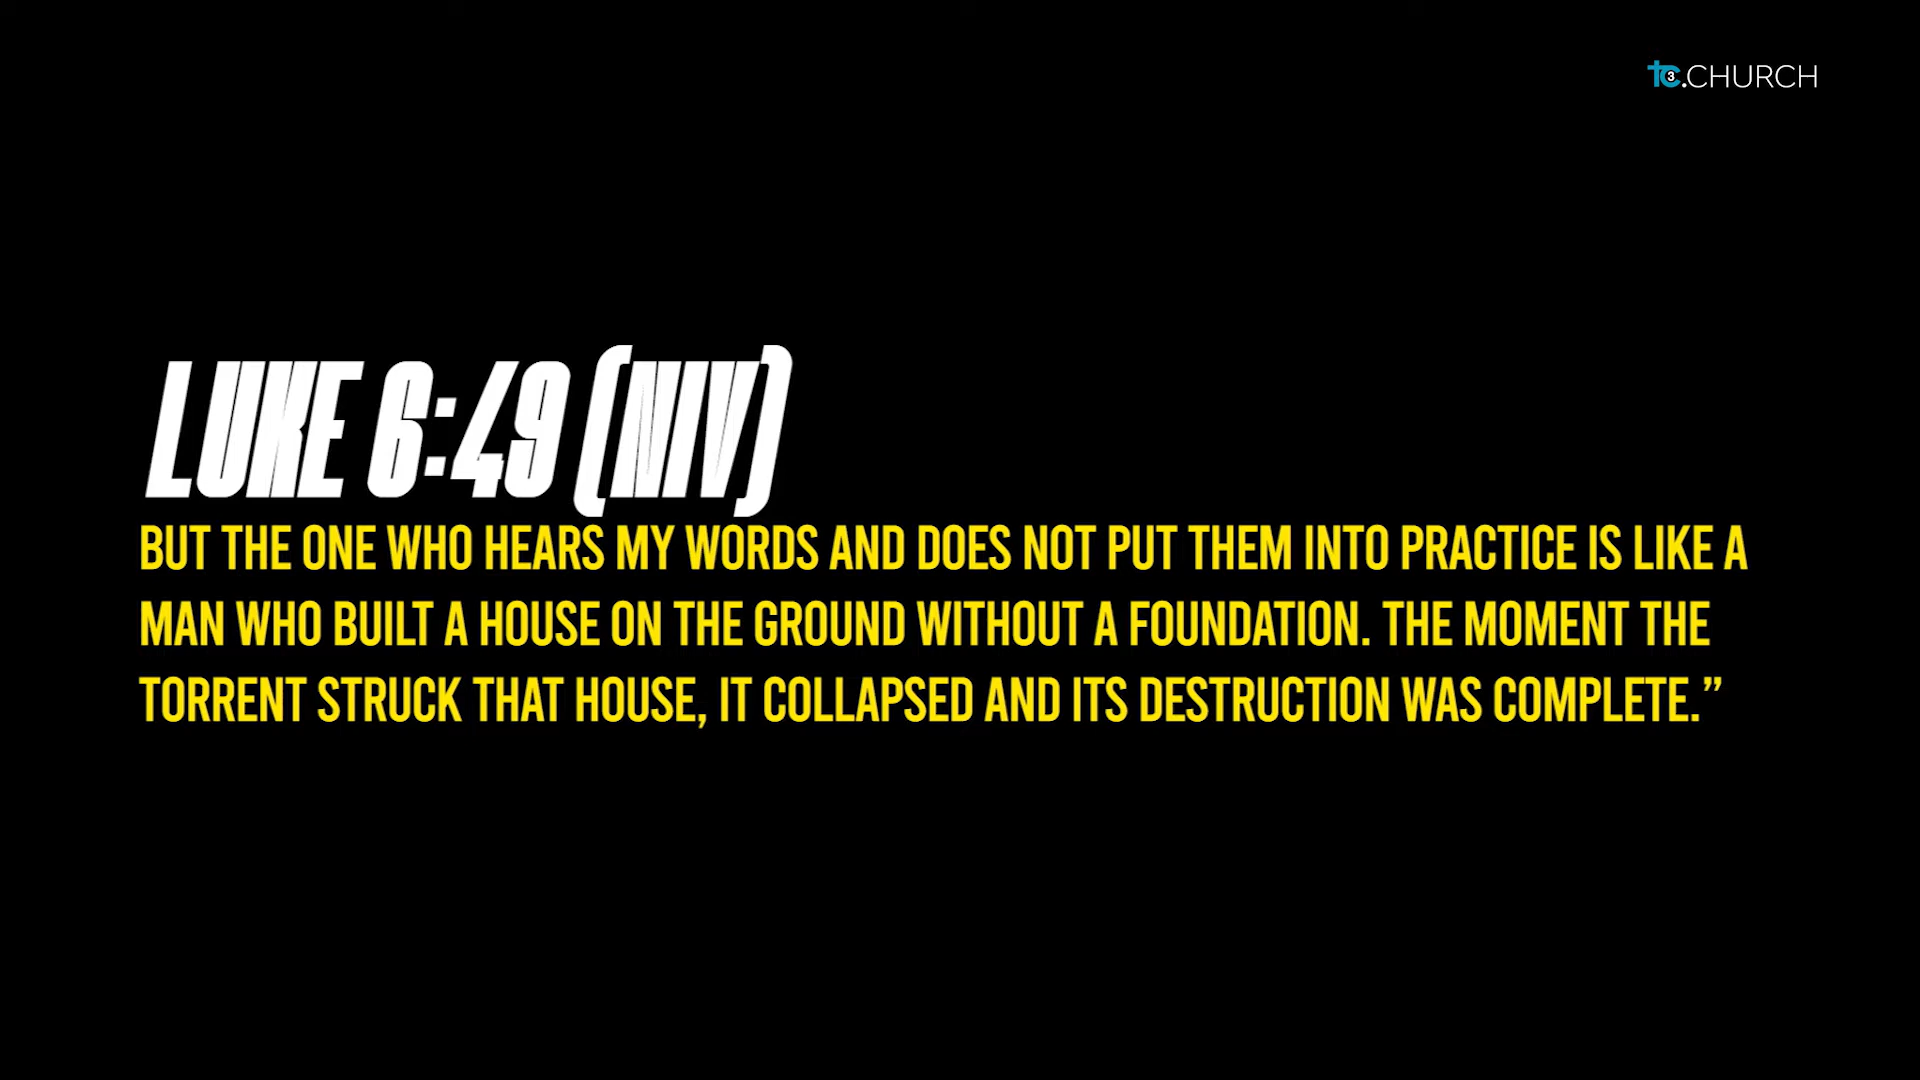 tc3.CHURCH
LUKE 6:49 (NIV)
BUT THE ONE WHO HEARS MY WORDS AND DOES NOT PUT THEM INTO PRACTICE IS LIKE A
MAN WHO BUILT A HOUSE ON THE GROUND WITHOUT A FOUNDATION. THE MOMENT THE
TORRENT STRUCK THAT HOUSE, IT COLLAPSED AND ITS DESTRUCTION WAS COMPLETE.”